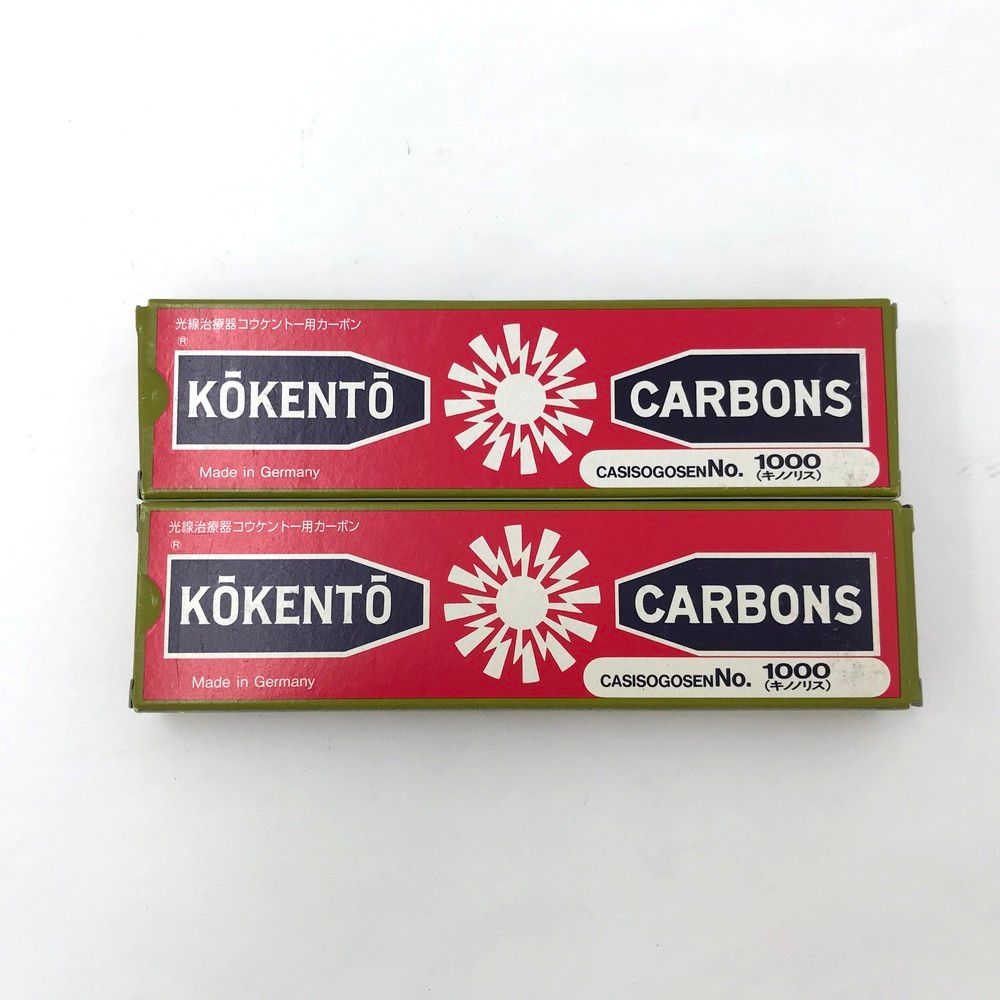 光線治療器コウケントー用カーボン
®
KŌKENTŌ CARBONS
Made in Germany
CASISOGOSEN No. 1000
(キノノリス)
光線治療器コウケントー用カーボン
®
KŌKENTŌ CARBONS
Made in Germany
CASISOGOSEN No. 1000
(キノノリス)